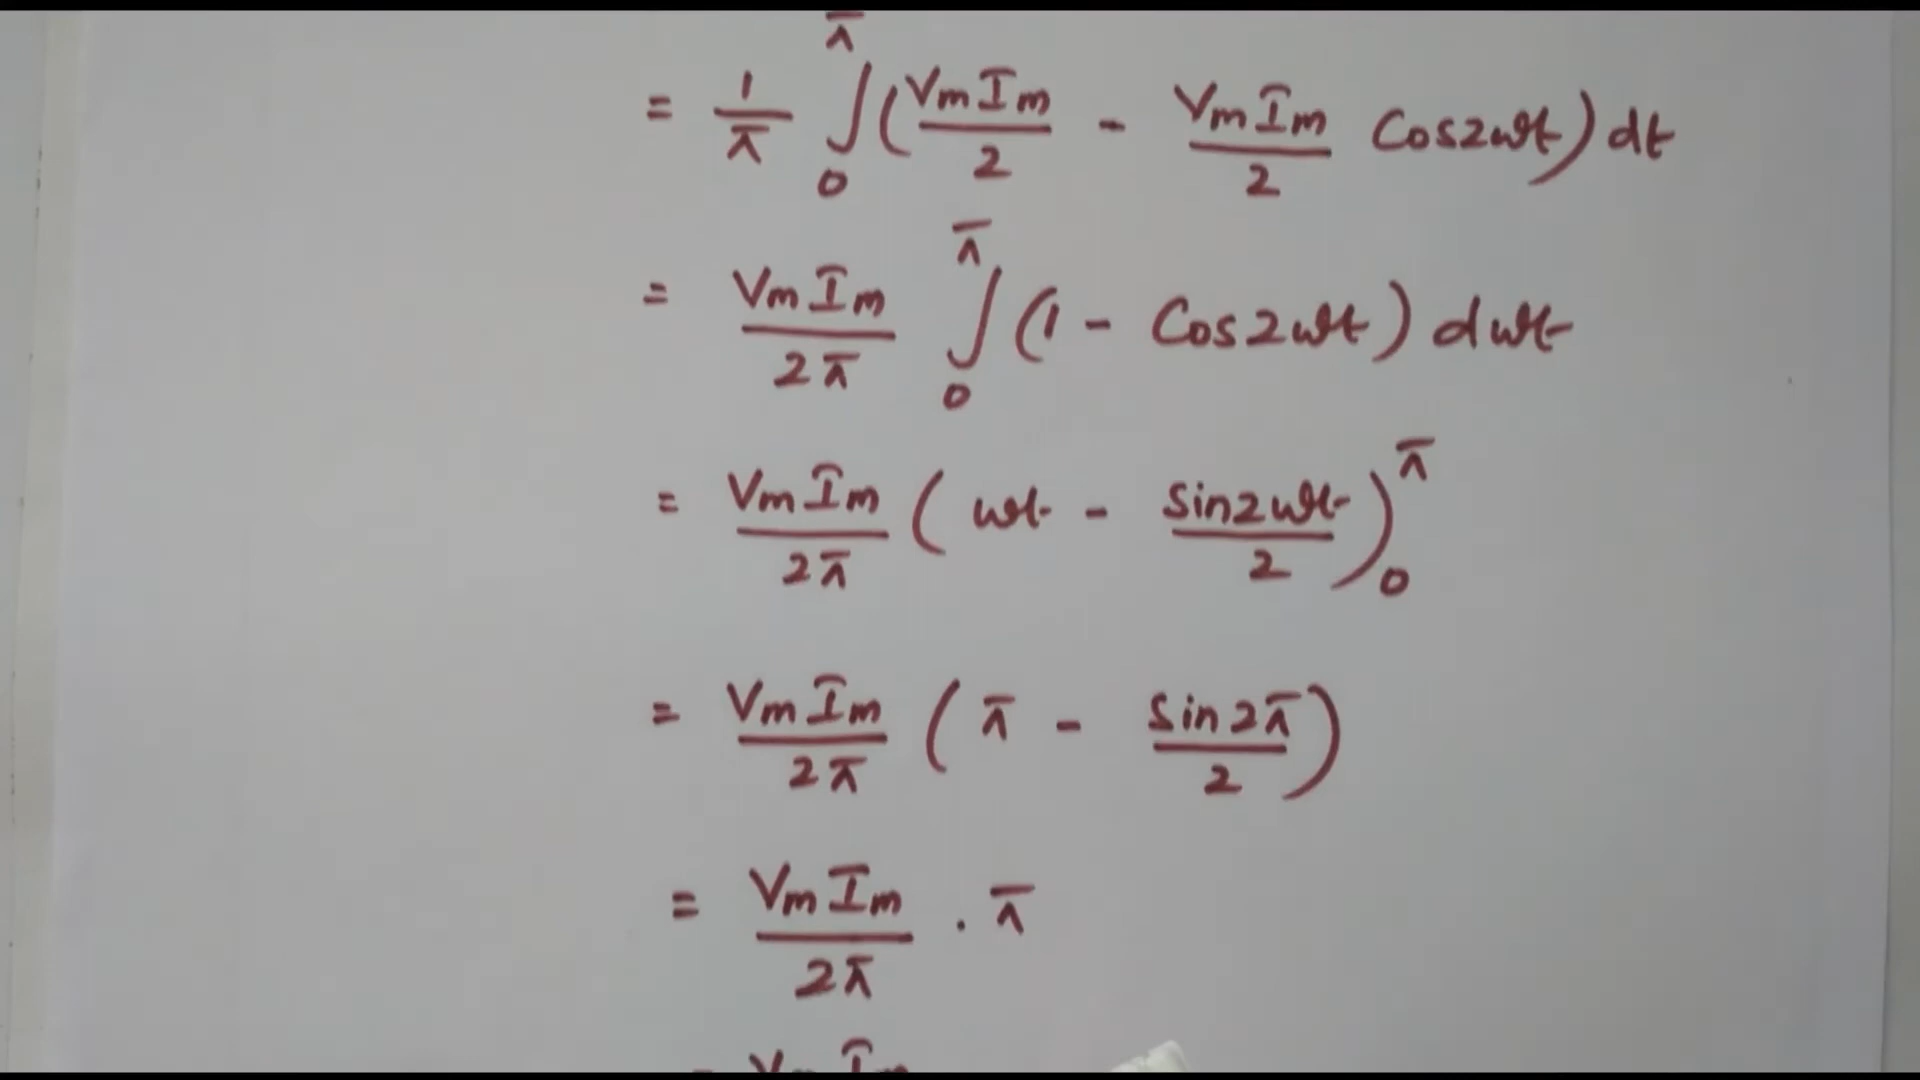 = 1/π ∫₀^π (VmIm/2 - VmIm/2 Cos2ωt) dt
= VmIm/2π ∫₀^π (1 - Cos2ωt) dωt
= VmIm/2π (ωt - Sin2ωt/2)₀^π
= VmIm/2π (π - Sin2π/2)
= VmIm/2π . π
= VmIm